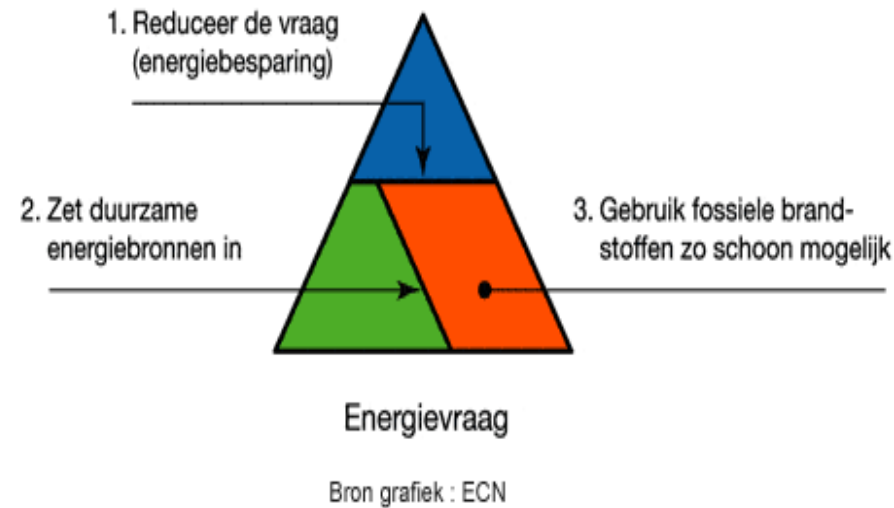 1. Reduceer de vraag
(energiebesparing)
2. Zet duurzame
energiebronnen in
3. Gebruik fossiele brand-
stoffen zo schoon mogelijk
Energievraag
Bron grafiek : ECN